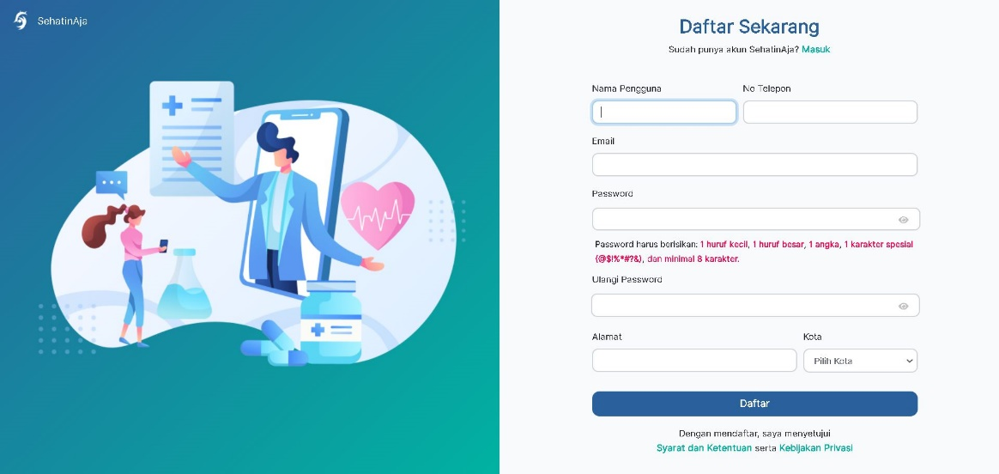 SehatinAja
Daftar Sekarang
Sudah punya akun SehatinAja? Masuk
Nama Pengguna
No Telepon
Email
Password
Password harus berisikan: 1 huruf kecil, 1 huruf besar, 1 angka, 1 karakter spesial
(@$!%*#?&), dan minimal 8 karakter.
Ulangi Password
Alamat
Kota
Pilih Kota
Daftar
Dengan mendaftar, saya menyetujui
Syarat dan Ketentuan serta Kebijakan Privasi